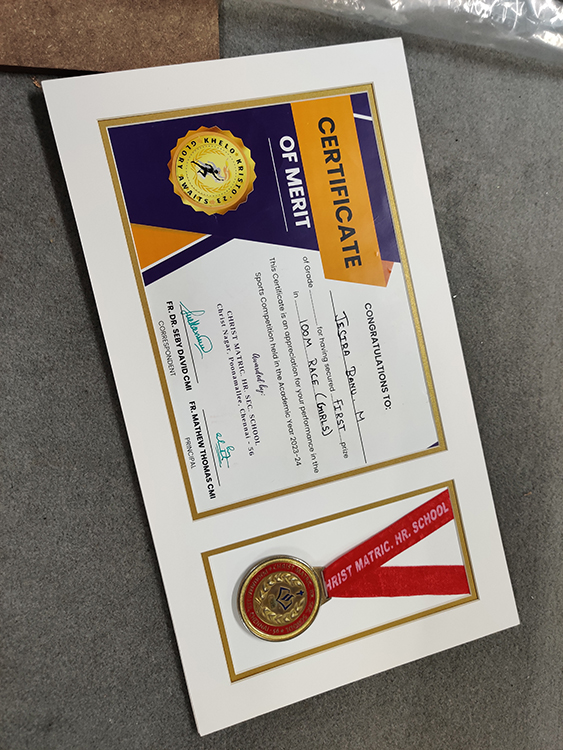 CERTIFICATE
OF MERIT
KHELO KRISTEZ'O
GLORY AWAITS
CONGRATULATIONS TO:
of Grade for having secured FIRST prize
in 100M RACE (GIRLS)
This Certificate is an appreciation for your performance in the
Sports Competition held in the Academic Year 2023-24
Awarded by:
CHRIST MATRIC. HR. SEC. SCHOOL
Christ Nagar, Poonamallee, Chennai - 56
FR. DR. SEBY DAVID CMI
CORRESPONDENT
FR. MATHEW THOMAS CMI
PRINCIPAL
CHRIST MATRIC. HR. SCHOOL